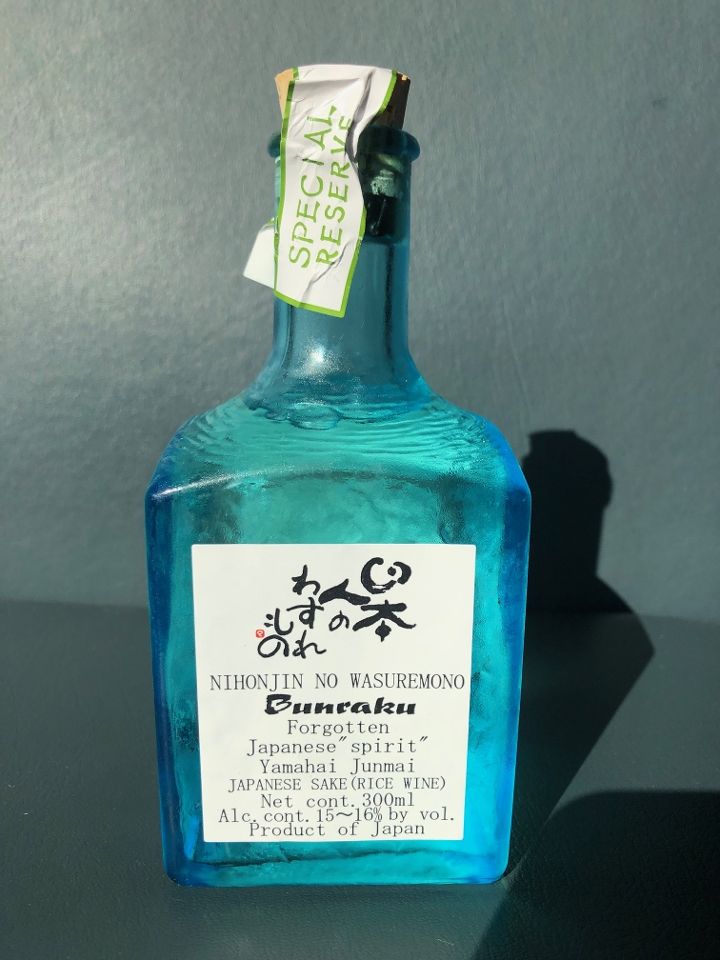 SPECIAL
RESERVE
日本
人の
わすれ
もの
NIHONJIN NO WASUREMONO
Bunraku
Forgotten
Japanese"spirit"
Yamahai Junmai
JAPANESE SAKE(RICE WINE)
Net cont.300ml
Alc.cont.15～16% by vol.
Product of Japan